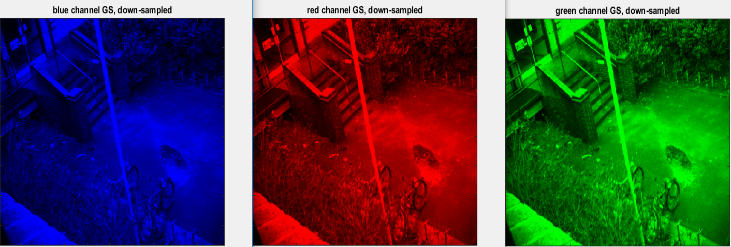 blue channel GS, down-sampled
red channel GS, down-sampled
green channel GS, down-sampled